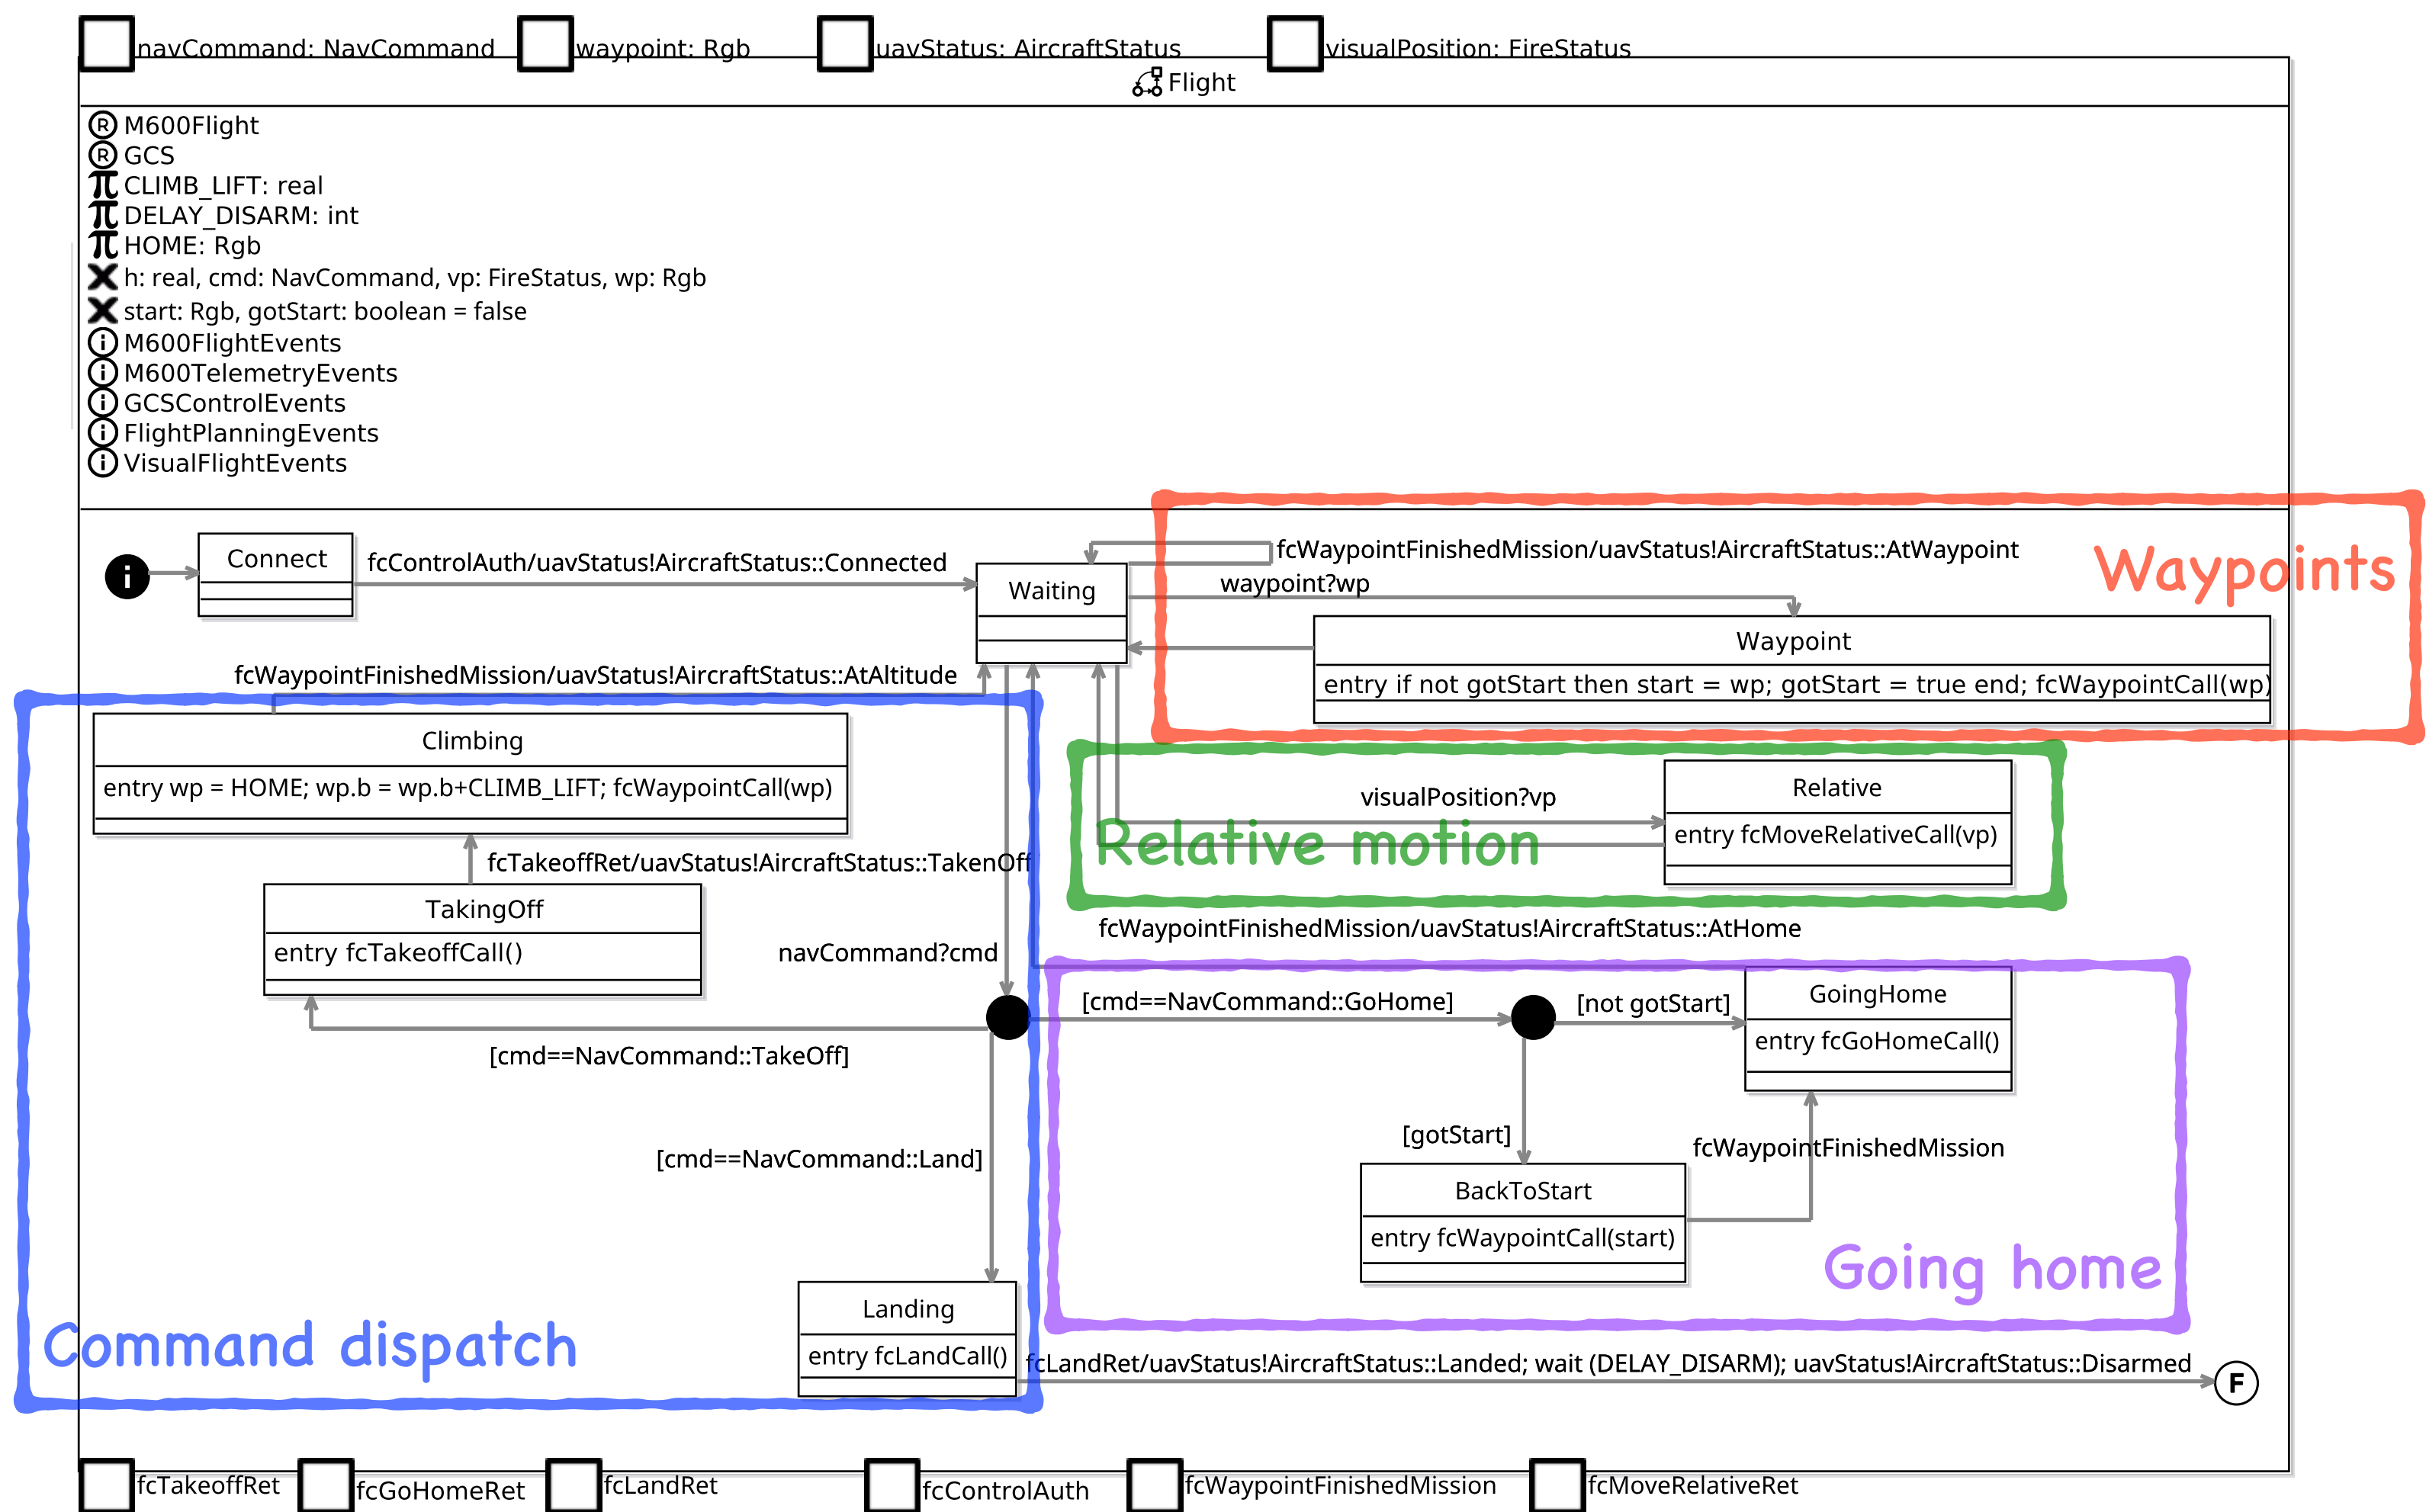 navCommand: NavCommand
waypoint: Rgb
uavStatus: AircraftStatus
visualPosition: FireStatus
Flight
R M600Flight
R GCS
π CLIMB_LIFT: real
π DELAY_DISARM: int
π HOME: Rgb
X h: real, cmd: NavCommand, vp: FireStatus, wp: Rgb
X start: Rgb, gotStart: boolean = false
i M600FlightEvents
i M600TelemetryEvents
i GCSControlEvents
i FlightPlanningEvents
i VisualFlightEvents
i
Connect
fcControlAuth/uavStatus!AircraftStatus::Connected
Waiting
fcWaypointFinishedMission/uavStatus!AircraftStatus::AtWaypoint
Waypoints
waypoint?wp
Waypoint
entry if not gotStart then start = wp; gotStart = true end; fcWaypointCall(wp)
fcWaypointFinishedMission/uavStatus!AircraftStatus::AtAltitude
Climbing
entry wp = HOME; wp.b = wp.b+CLIMB_LIFT; fcWaypointCall(wp)
visualPosition?vp
Relative
entry fcMoveRelativeCall(vp)
Relative motion
fcTakeoffRet/uavStatus!AircraftStatus::TakenOff
TakingOff
entry fcTakeoffCall()
navCommand?cmd
fcWaypointFinishedMission/uavStatus!AircraftStatus::AtHome
[cmd==NavCommand::GoHome]
[not gotStart]
GoingHome
entry fcGoHomeCall()
[cmd==NavCommand::TakeOff]
[cmd==NavCommand::Land]
[gotStart]
fcWaypointFinishedMission
BackToStart
entry fcWaypointCall(start)
Going home
Landing
entry fcLandCall()
Command dispatch
fcLandRet/uavStatus!AircraftStatus::Landed; wait (DELAY_DISARM); uavStatus!AircraftStatus::Disarmed
F
fcTakeoffRet
fcGoHomeRet
fcLandRet
fcControlAuth
fcWaypointFinishedMission
fcMoveRelativeRet